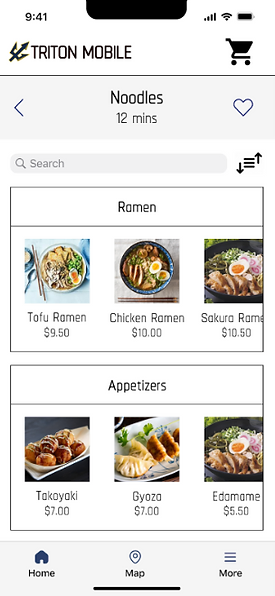 9:41
TRITON MOBILE
Noodles
12 mins
Search
Ramen
Tofu Ramen
$9.50
Chicken Ramen
$10.00
Sakura Rame
$10.50
Appetizers
Takoyaki
$7.00
Gyoza
$7.00
Edamame
$5.50
Home
Map
More